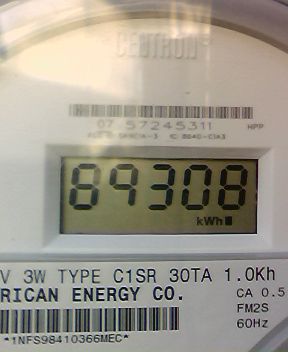 CENTRON
07 57245311 HPP
89308
kWh
V 3W TYPE C1SR 30TA 1.0Kh
RICAN ENERGY CO. CA 0.5
FM2S
60Hz
*1NFS98410366MEC*